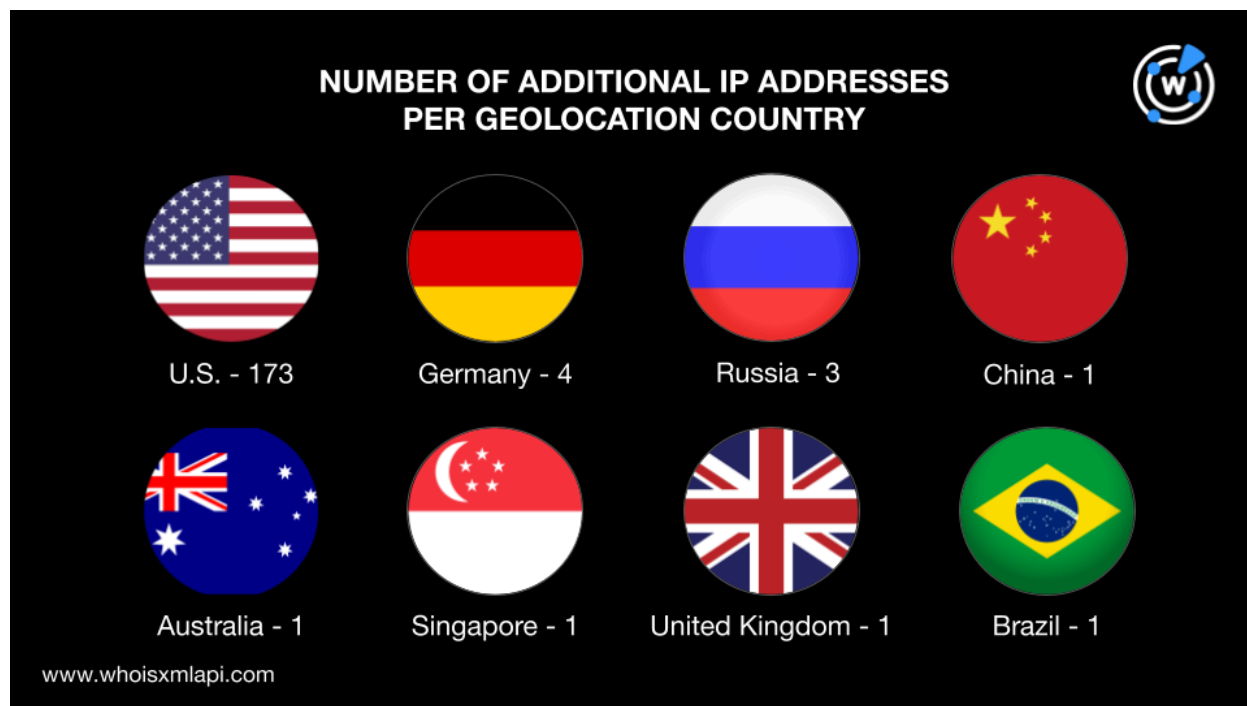 NUMBER OF ADDITIONAL IP ADDRESSES
PER GEOLOCATION COUNTRY
W
U.S. - 173
Germany - 4
Russia - 3
China - 1
Australia - 1
Singapore - 1
United Kingdom - 1
Brazil - 1
www.whoisxmlapi.com